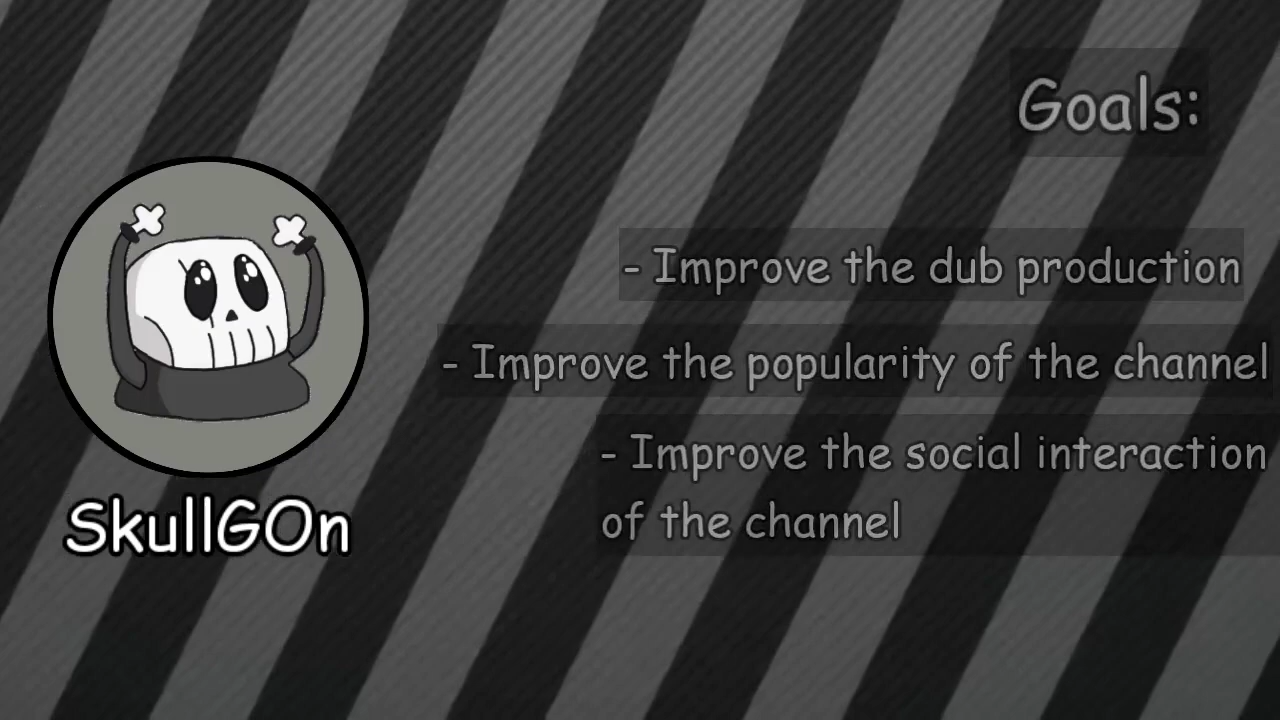 Goals:
- Improve the dub production
- Improve the popularity of the channel
- Improve the social interaction
of the channel
SkullGOn